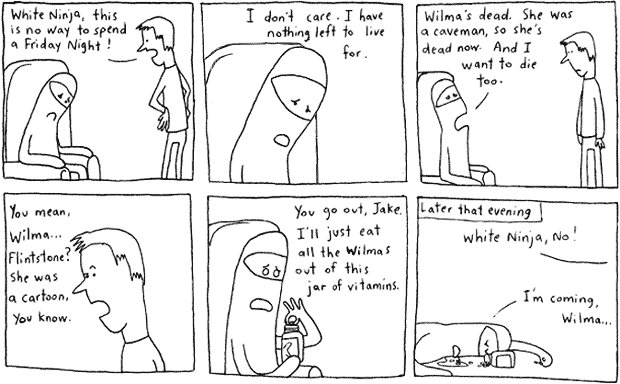 White Ninja, this
is no way to spend
a Friday Night!
I don't care. I have
nothing left to live
for.
Wilma's dead. She was
a caveman, so she's
dead now. And I
want to die
too.
You mean,
Wilma...
Flintstone?
She was
a cartoon,
you know.
You go out, Jake.
I'll just eat
all the Wilmas
out of this
jar of vitamins.
Later that evening
White Ninja, No!
I'm coming,
Wilma...